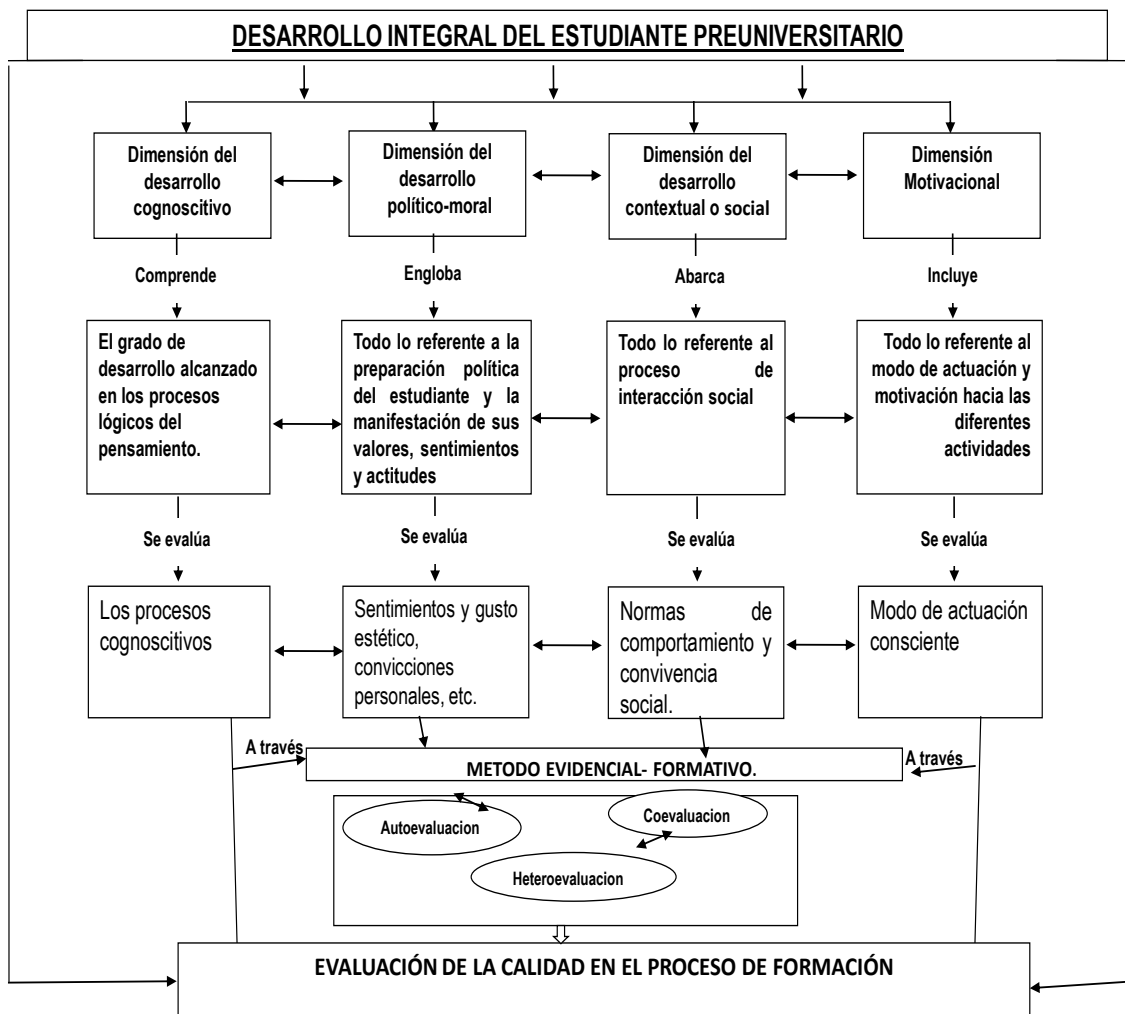 DESARROLLO INTEGRAL DEL ESTUDIANTE PREUNIVERSITARIO
Dimensión del
desarrollo
cognoscitivo
Dimensión del
desarrollo
político-moral
Dimensión del
desarrollo
contextual o social
Dimensión
Motivacional
Comprende
Engloba
Abarca
Incluye
El grado de
desarrollo alcanzado
en los procesos
lógicos del
pensamiento.
Todo lo referente a la
preparación política
del estudiante y la
manifestación de sus
valores, sentimientos
y actitudes
Todo lo referente al
proceso de
interacción social
Todo lo referente al
modo de actuación y
motivación hacia las
diferentes
actividades
Se evalúa
Se evalúa
Se evalúa
Se evalúa
Los procesos
cognoscitivos
Sentimientos y gusto
estético,
convicciones
personales, etc.
Normas de
comportamiento y
convivencia
social.
Modo de actuación
consciente
A través
A través
METODO EVIDENCIAL- FORMATIVO.
Autoevaluacion
Coevaluacion
Heteroevaluacion
EVALUACIÓN DE LA CALIDAD EN EL PROCESO DE FORMACIÓN